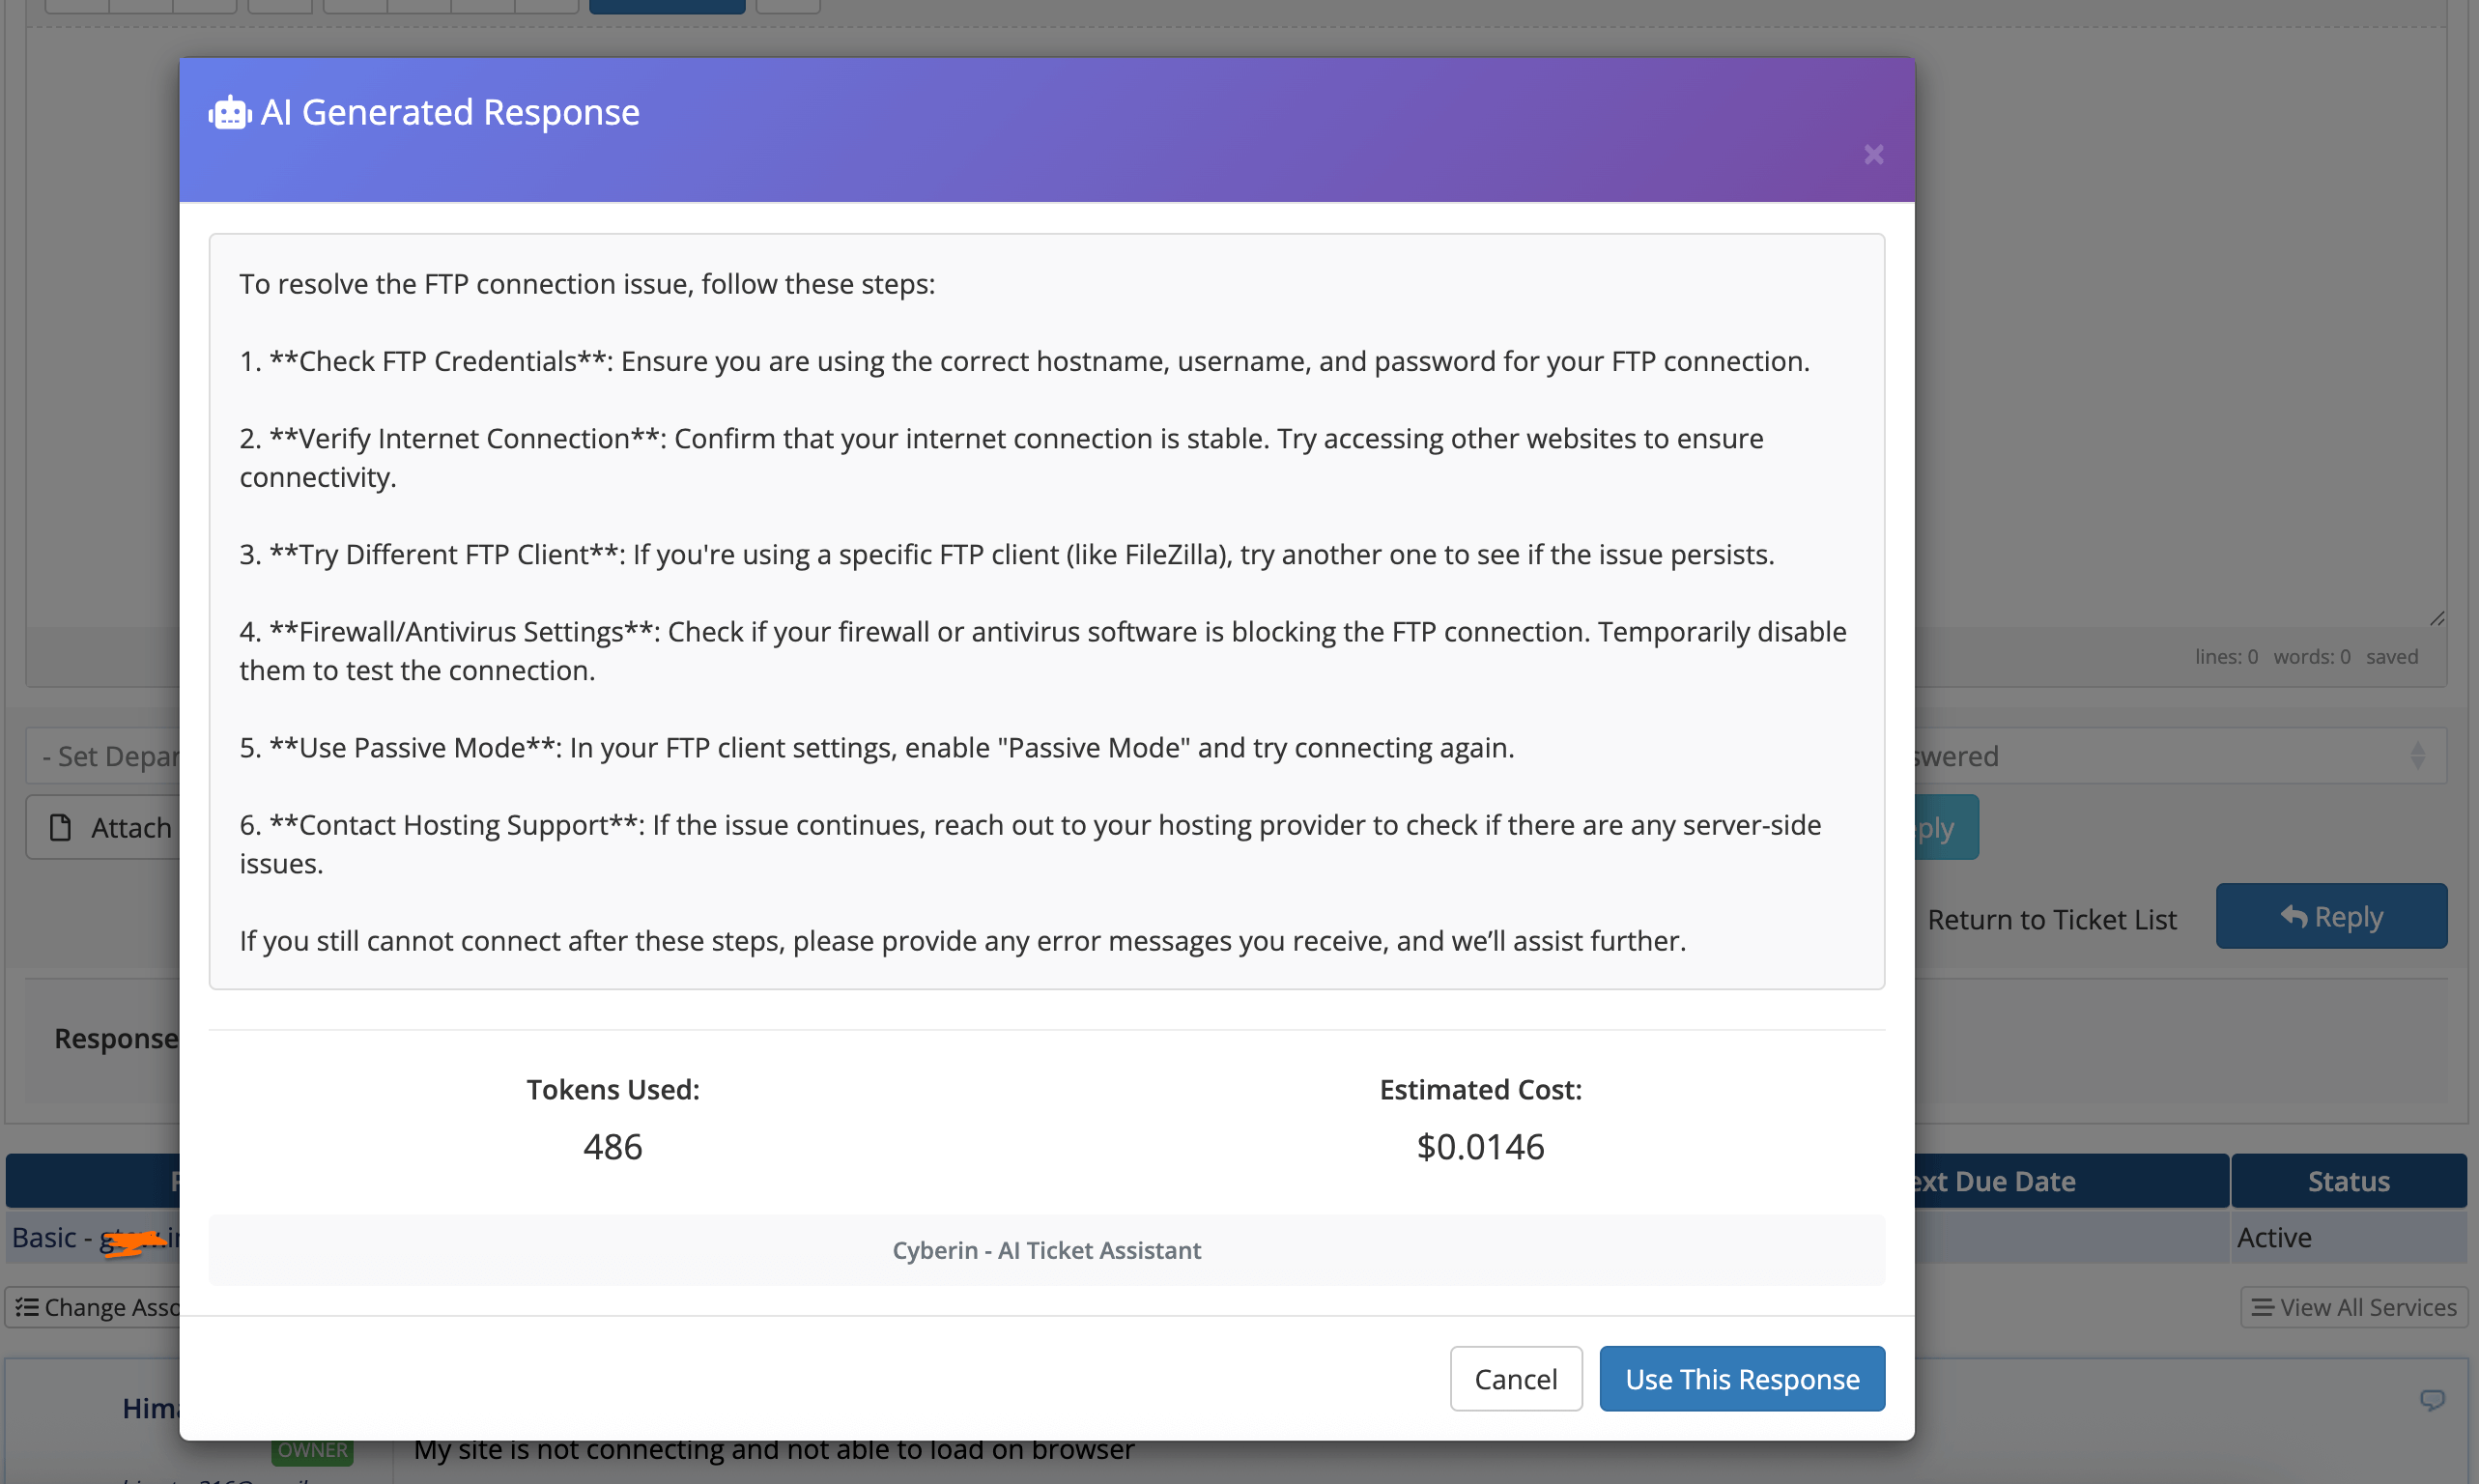 AI Generated Response
×
To resolve the FTP connection issue, follow these steps:
1. **Check FTP Credentials**: Ensure you are using the correct hostname, username, and password for your FTP connection.
2. **Verify Internet Connection**: Confirm that your internet connection is stable. Try accessing other websites to ensure
connectivity.
3. **Try Different FTP Client**: If you're using a specific FTP client (like FileZilla), try another one to see if the issue persists.
4. **Firewall/Antivirus Settings**: Check if your firewall or antivirus software is blocking the FTP connection. Temporarily disable
them to test the connection.
5. **Use Passive Mode**: In your FTP client settings, enable "Passive Mode" and try connecting again.
6. **Contact Hosting Support**: If the issue continues, reach out to your hosting provider to check if there are any server-side
issues.
If you still cannot connect after these steps, please provide any error messages you receive, and we’ll assist further.
lines: 0 words: 0 saved
- Set Depar
swered
Attach
ply
Return to Ticket List
Reply
Response
Tokens Used:
486
Estimated Cost:
$0.0146
ext Due Date
Status
Basic -
Active
Cyberin - AI Ticket Assistant
Change Asso
View All Services
Cancel
Use This Response
Hima
OWNER
My site is not connecting and not able to load on browser